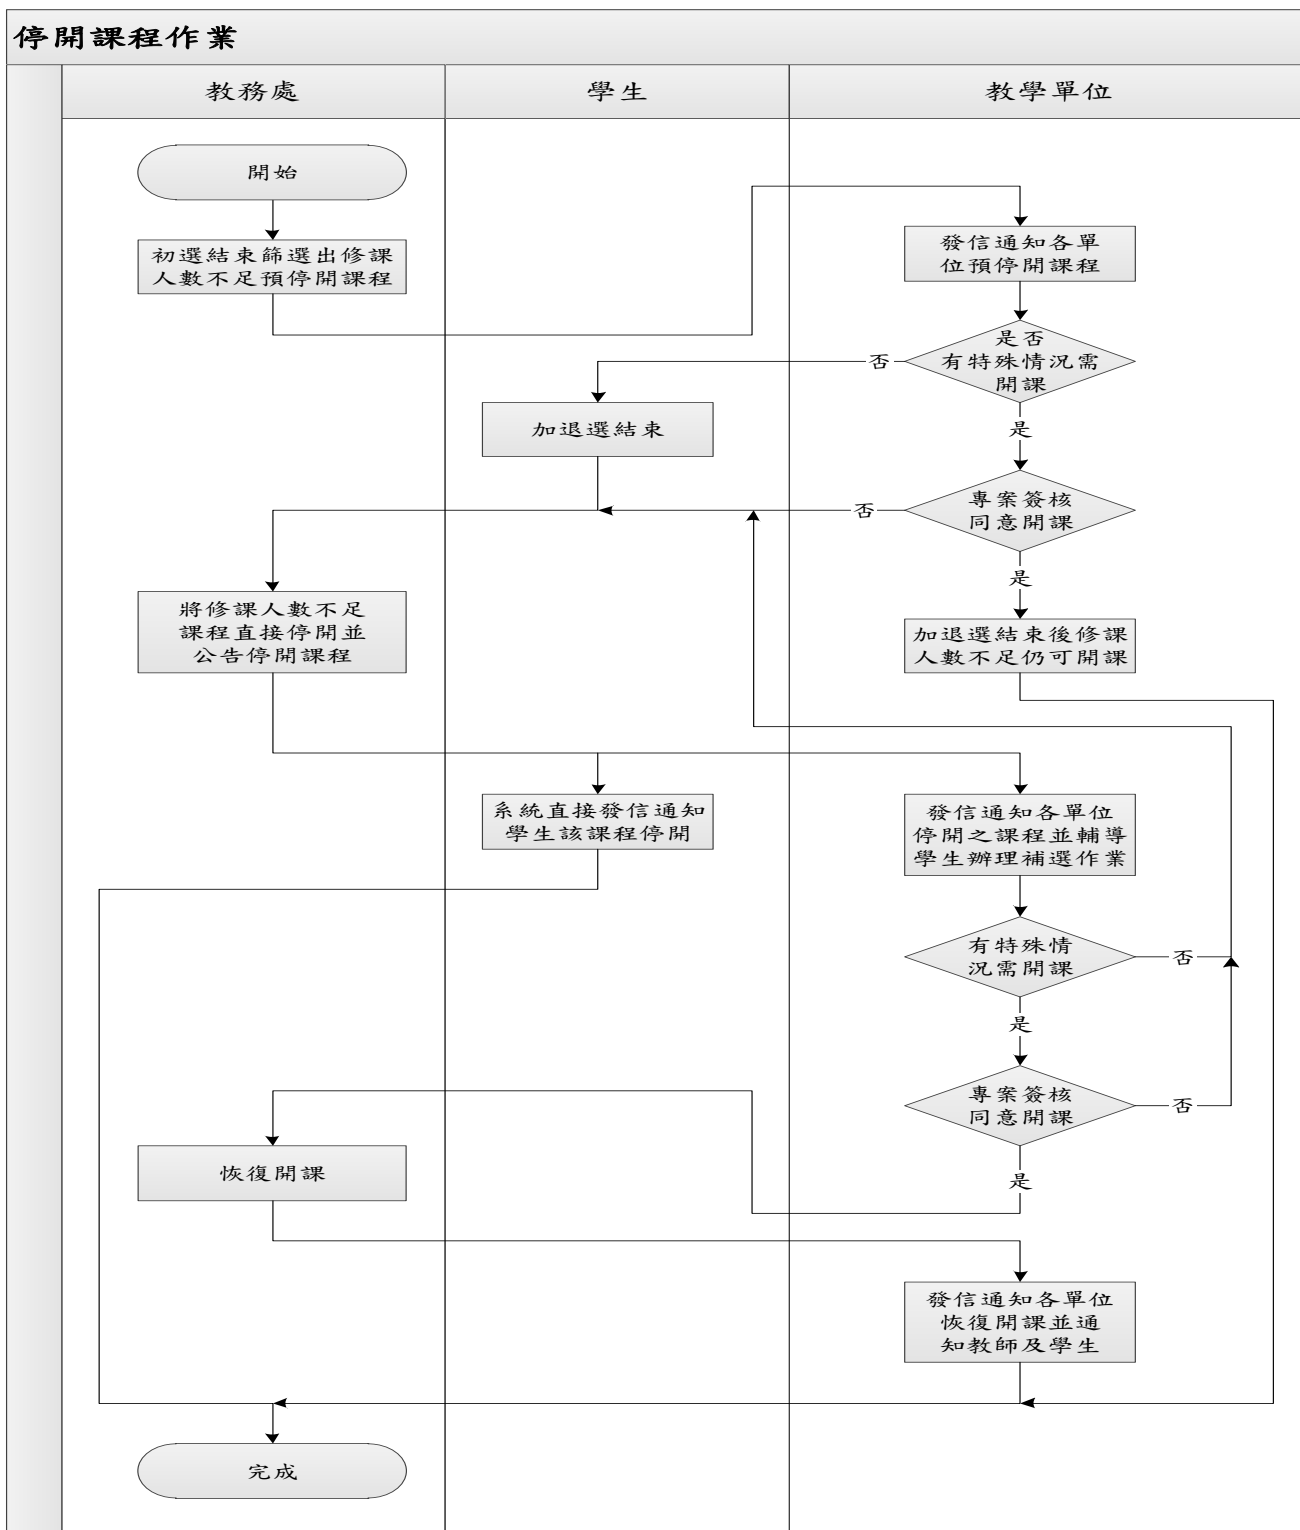 停開課程作業
教務處
學生
教學單位
開始
初選結束篩選出修課
人數不足預停開課程
發信通知各單
位預停開課程
是否
有特殊情況需
開課
否
是
加退選結束
專案簽核
同意開課
否
是
將修課人數不足
課程直接停開並
公告停開課程
加退選結束後修課
人數不足仍可開課
系統直接發信通知
學生該課程停開
發信通知各單位
停開之課程並輔導
學生辦理補選作業
有特殊情
況需開課
否
是
專案簽核
同意開課
否
是
恢復開課
發信通知各單位
恢復開課並通
知教師及學生
完成